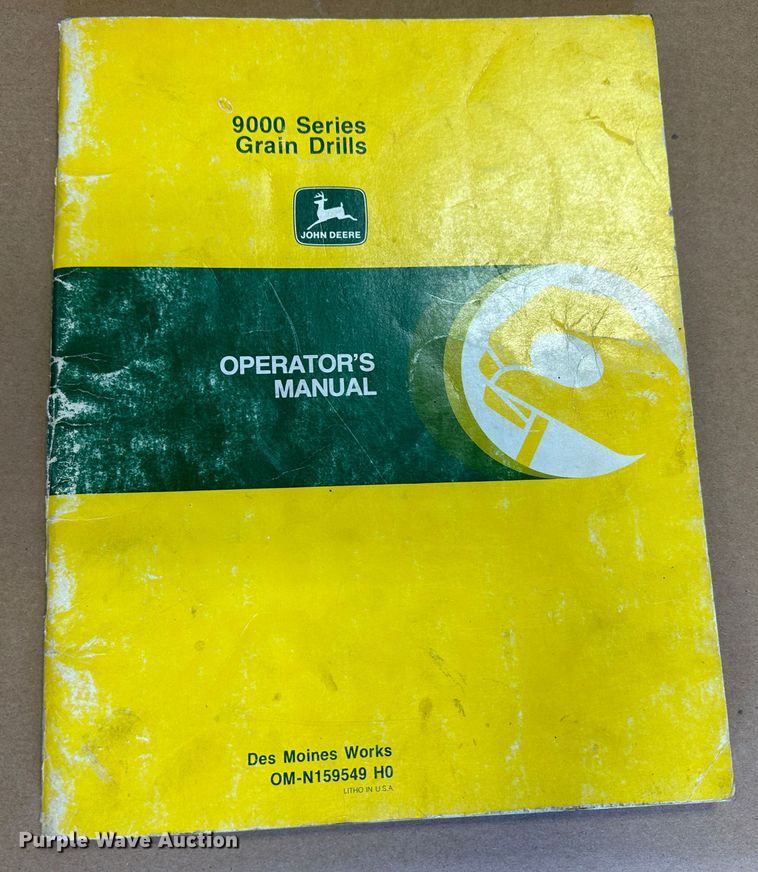 9000 Series
Grain Drills
JOHN DEERE
OPERATOR'S
MANUAL
Des Moines Works
OM-N159549 H0
LITHO IN U.S.A.
Purple Wave Auction